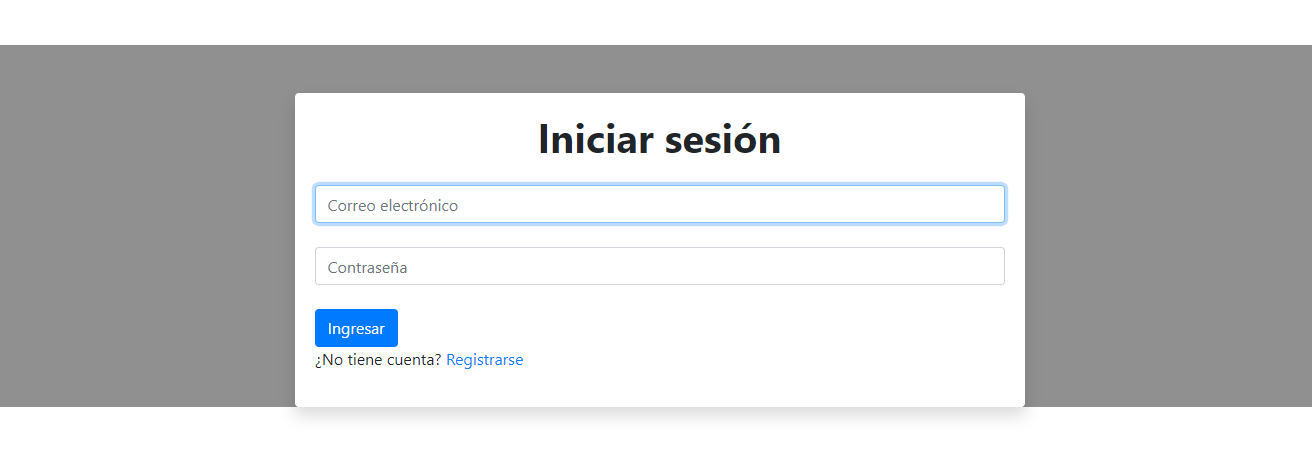 Iniciar sesión
Correo electrónico
Contraseña
Ingresar
¿No tiene cuenta? Registrarse